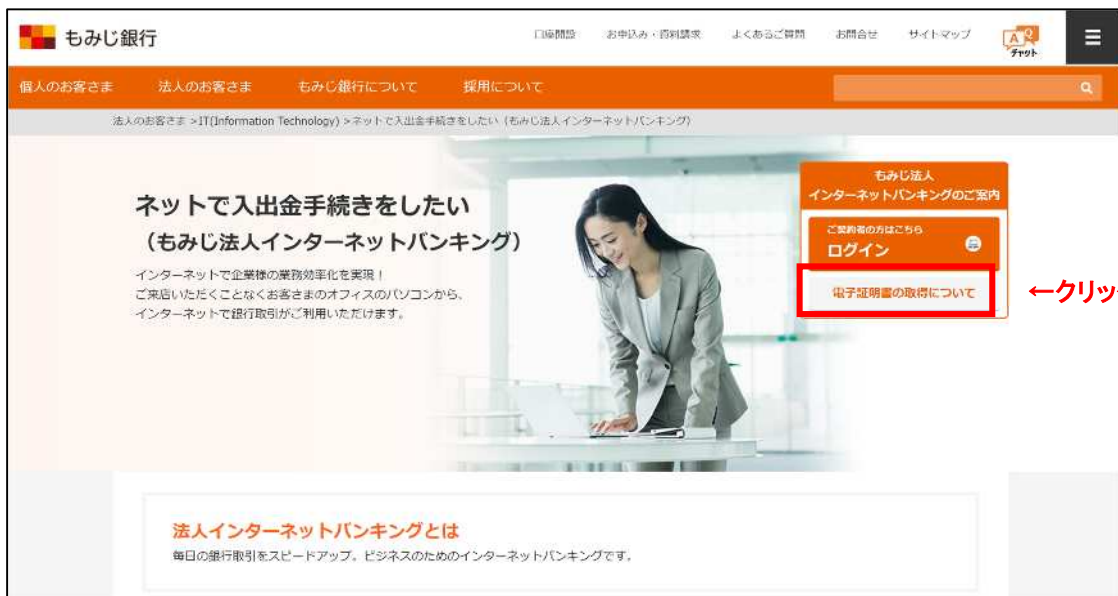 もみじ銀行
口座開設 お申込み・資料請求 よくあるご質問 お問合せ サイトマップ
A Q
チャット
個人のお客さま 法人のお客さま もみじ銀行について 採用について
法人のお客さま >IT(Information Technology) >ネットで入出金手続きをしたい (もみじ法人インターネットバンキング)
ネットで入出金手続きをしたい
(もみじ法人インターネットバンキング)
インターネットで企業様の業務効率化を実現!
ご来店いただくことなくお客さまのオフィスのパソコンから、
インターネットで銀行取引がご利用いただけます。
もみじ法人
インターネットバンキングのご案内
ご契約者の方はこちら
ログイン
電子証明書の取得について
←クリッ
法人インターネットバンキングとは
毎日の銀行取引をスピードアップ。ビジネスのためのインターネットバンキングです。